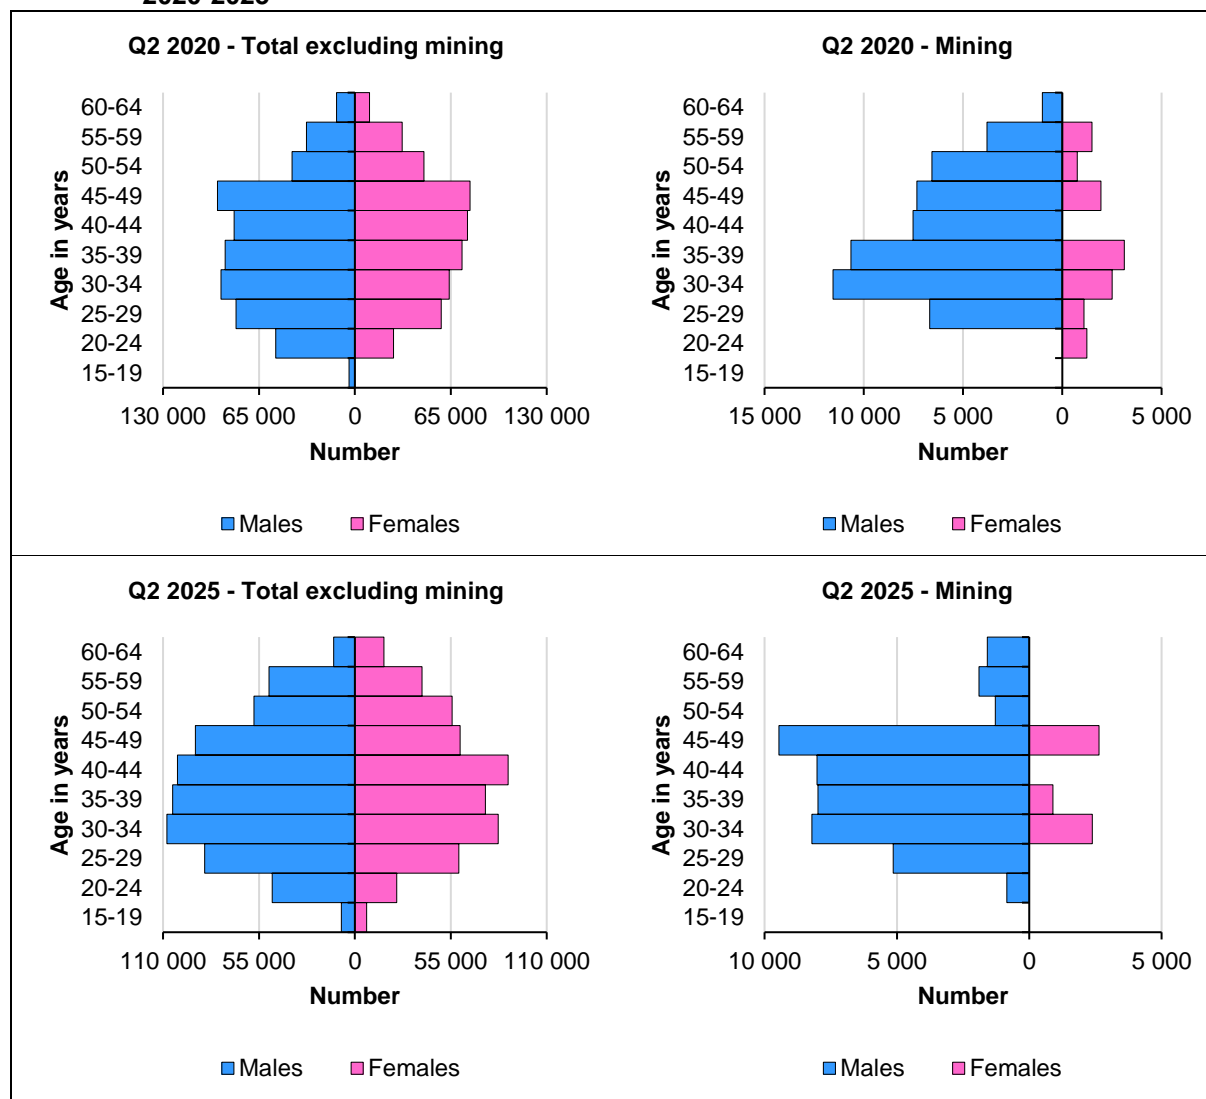 2020-2025
Q2 2020 - Total excluding mining
Age in years
60-64
55-59
50-54
45-49
40-44
35-39
30-34
25-29
20-24
15-19
130 000 65 000 0 65 000 130 000
Number
Males Females
Q2 2020 - Mining
Age in years
60-64
55-59
50-54
45-49
40-44
35-39
30-34
25-29
20-24
15-19
15 000 10 000 5 000 0 5 000
Number
Males Females
Q2 2025 - Total excluding mining
Age in years
60-64
55-59
50-54
45-49
40-44
35-39
30-34
25-29
20-24
15-19
110 000 55 000 0 55 000 110 000
Number
Males Females
Q2 2025 - Mining
Age in years
60-64
55-59
50-54
45-49
40-44
35-39
30-34
25-29
20-24
15-19
10 000 5 000 0 5 000
Number
Males Females